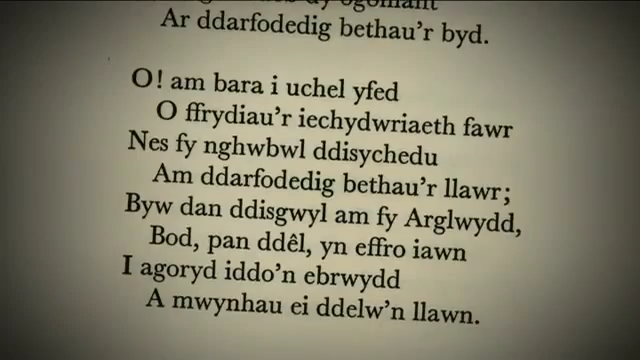 dy ogoniant
Ar ddarfodedig bethau'r byd.
O! am bara i uchel yfed
O ffrydiau'r iechydwriaeth fawr
Nes fy nghwbwl ddisychedu
Am ddarfodedig bethau'r llawr;
Byw dan ddisgwyl am fy Arglwydd,
Bod, pan ddêl, yn effro iawn
I agoryd iddo'n ebrwydd
A mwynhau ei ddelw'n llawn.